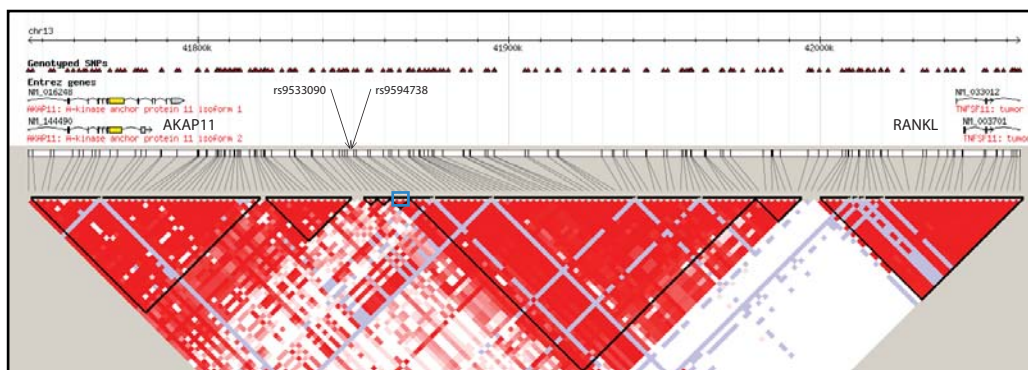 chr13
41800k 41900k 42000k
Genotyped SNPs
Entrez genes
NM_016248 rs9533090 rs9594738 NM_033012
AKAP11: A-kinase anchor protein 11 isoform 1 TNFSF11: tumor
NM_144490 AKAP11 RANKL NM_003701
AKAP11: A-kinase anchor protein 11 isoform 2 TNFSF11: tumo